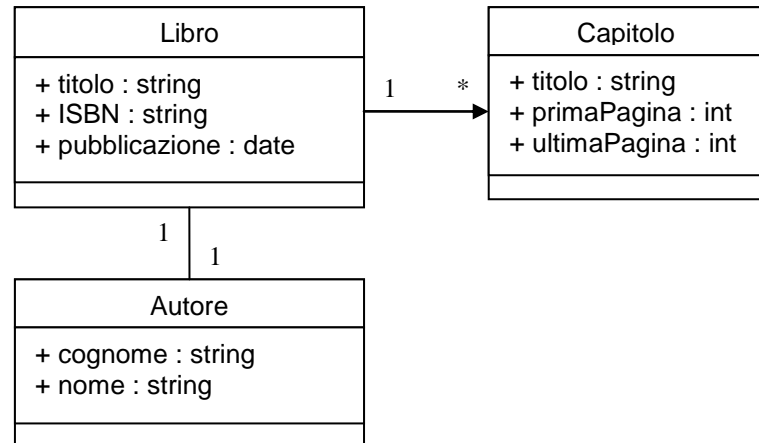 Libro
+ titolo : string
+ ISBN : string
+ pubblicazione : date
1 *
Capitolo
+ titolo : string
+ primaPagina : int
+ ultimaPagina : int
1
1
Autore
+ cognome : string
+ nome : string